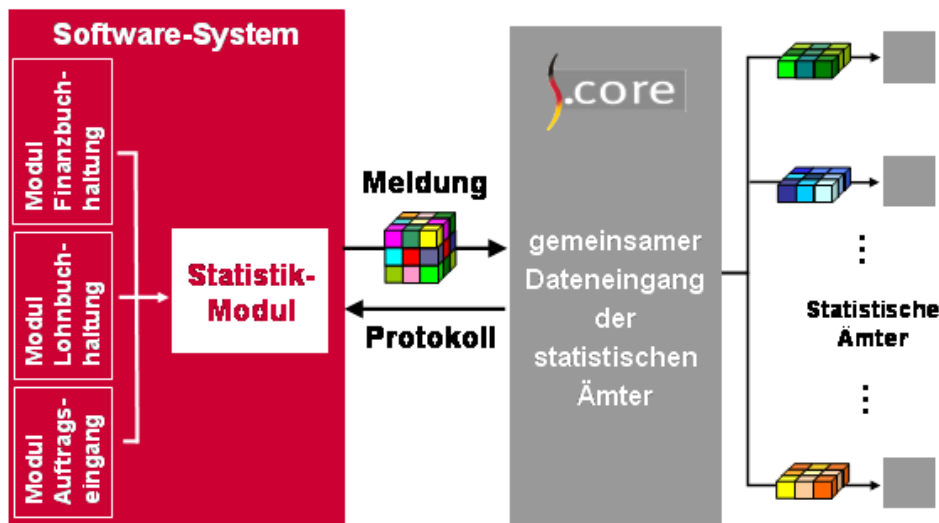 Software-System
Modul
Finanzbuch-
haltung
Modul
Lohnbuch-
haltung
Modul
Auftrags-
eingang
Statistik-
Modul
Meldung
Protokoll
.core
gemeinsamer
Dateneingang
der
statistischen
Ämter
Statistische
Ämter